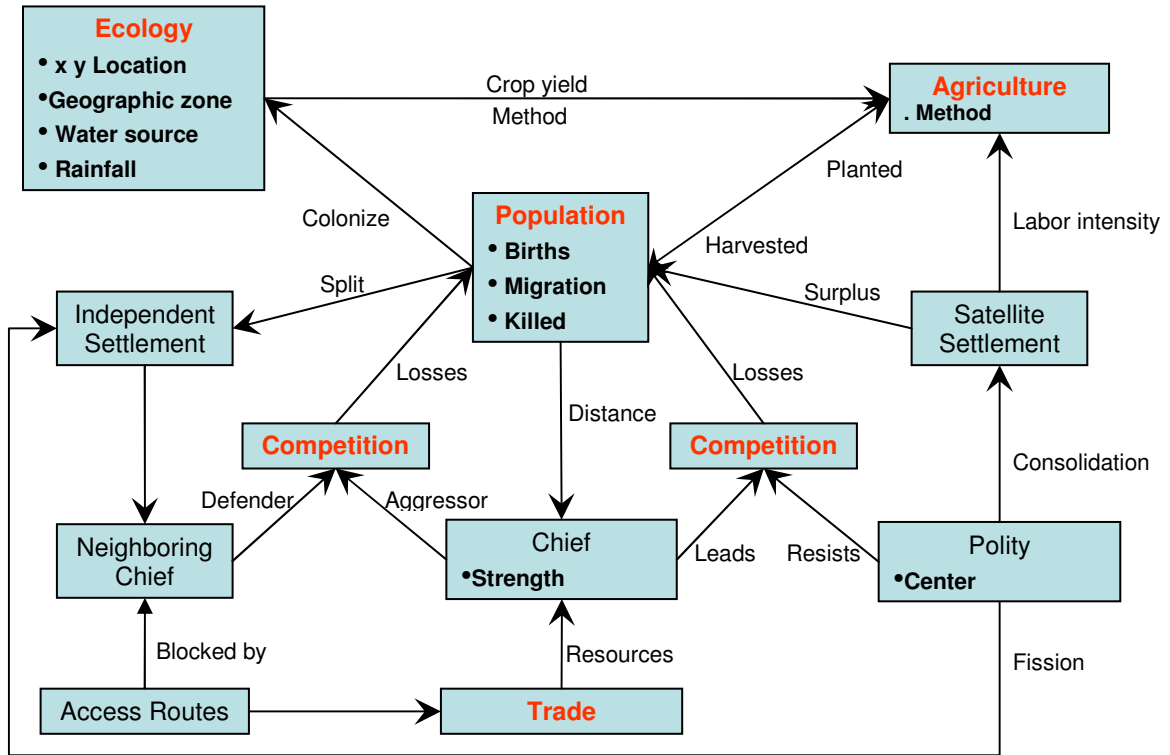 Ecology
• x y Location
•Geographic zone
• Water source
• Rainfall
Crop yield
Method
Agriculture
. Method
Colonize
Population
• Births
• Migration
• Killed
Planted
Harvested
Labor intensity
Split
Surplus
Independent
Settlement
Satellite
Settlement
Losses
Distance
Losses
Competition
Competition
Consolidation
Defender
Aggressor
Neighboring
Chief
Chief
•Strength
Leads
Resists
Polity
•Center
Blocked by
Resources
Fission
Access Routes
Trade